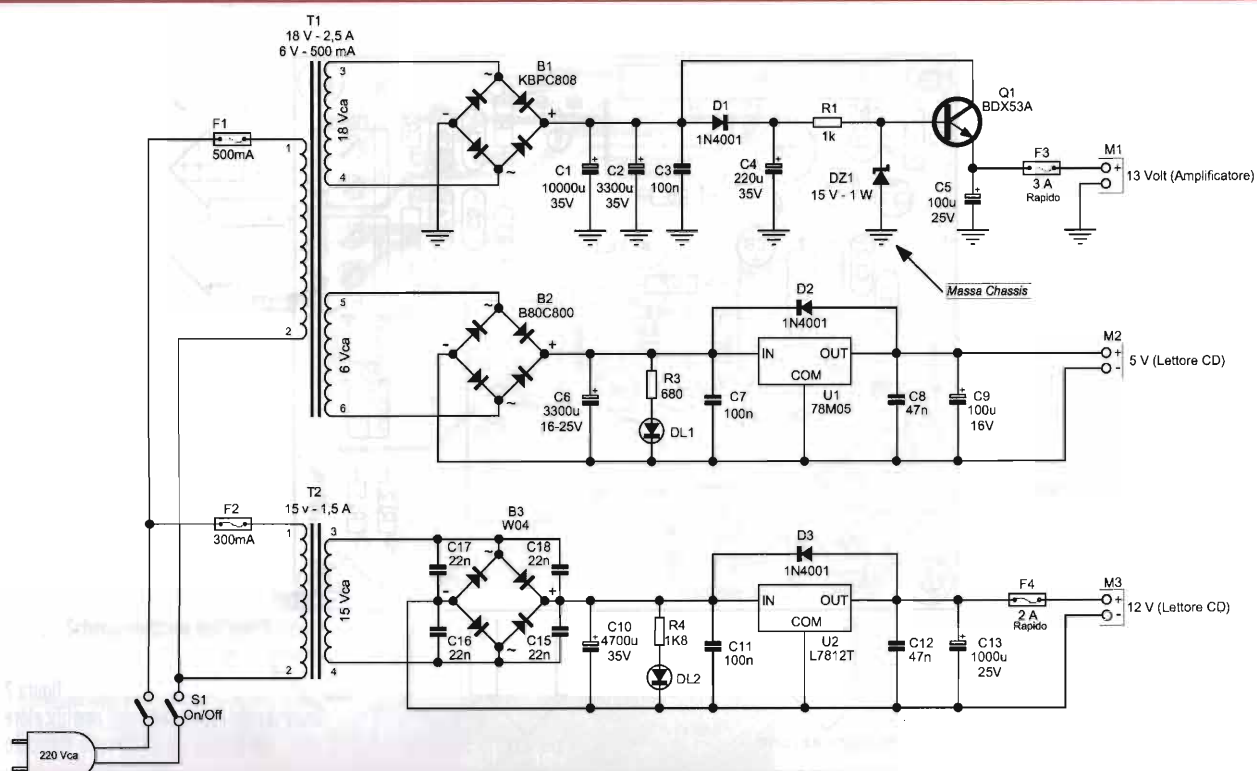 T1
18 V - 2,5 A
6 V - 500 mA
F1
500mA
1
2
3
4
18 Vca
B1
KBPC808
~
-
+
~
C1
10000u
35V
+
C2
3300u
35V
+
C3
100n
D1
1N4001
C4
220u
35V
+
R1
1k
DZ1
15 V - 1 W
Q1
BDX53A
C5
100u
25V
+
F3
3 A
Rapido
M1
+
-
13 Volt (Amplificatore)
Massa Chassis
5
6
6 Vca
B2
B80C800
~
-
+
~
C6
3300u
16-25V
+
R3
680
DL1
C7
100n
D2
1N4001
IN
OUT
COM
U1
78M05
C8
47n
C9
100u
16V
+
M2
+
-
5 V (Lettore CD)
F2
300mA
T2
15 v - 1,5 A
1
2
3
4
15 Vca
B3
W04
C17
22n
C18
22n
~
-
+
~
C16
22n
C15
22n
C10
4700u
35V
+
R4
1K8
DL2
C11
100n
D3
1N4001
IN
OUT
COM
U2
L7812T
C12
47n
C13
1000u
25V
+
F4
2 A
Rapido
M3
+
-
12 V (Lettore CD)
S1
On/Off
220 Vca